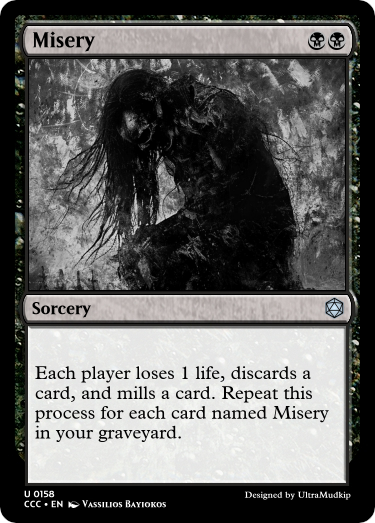 Misery
Sorcery
Each player loses 1 life, discards a
card, and mills a card. Repeat this
process for each card named Misery
in your graveyard.
U 0158
CCC • EN Vassilios Bayiokos
Designed by UltraMudkip